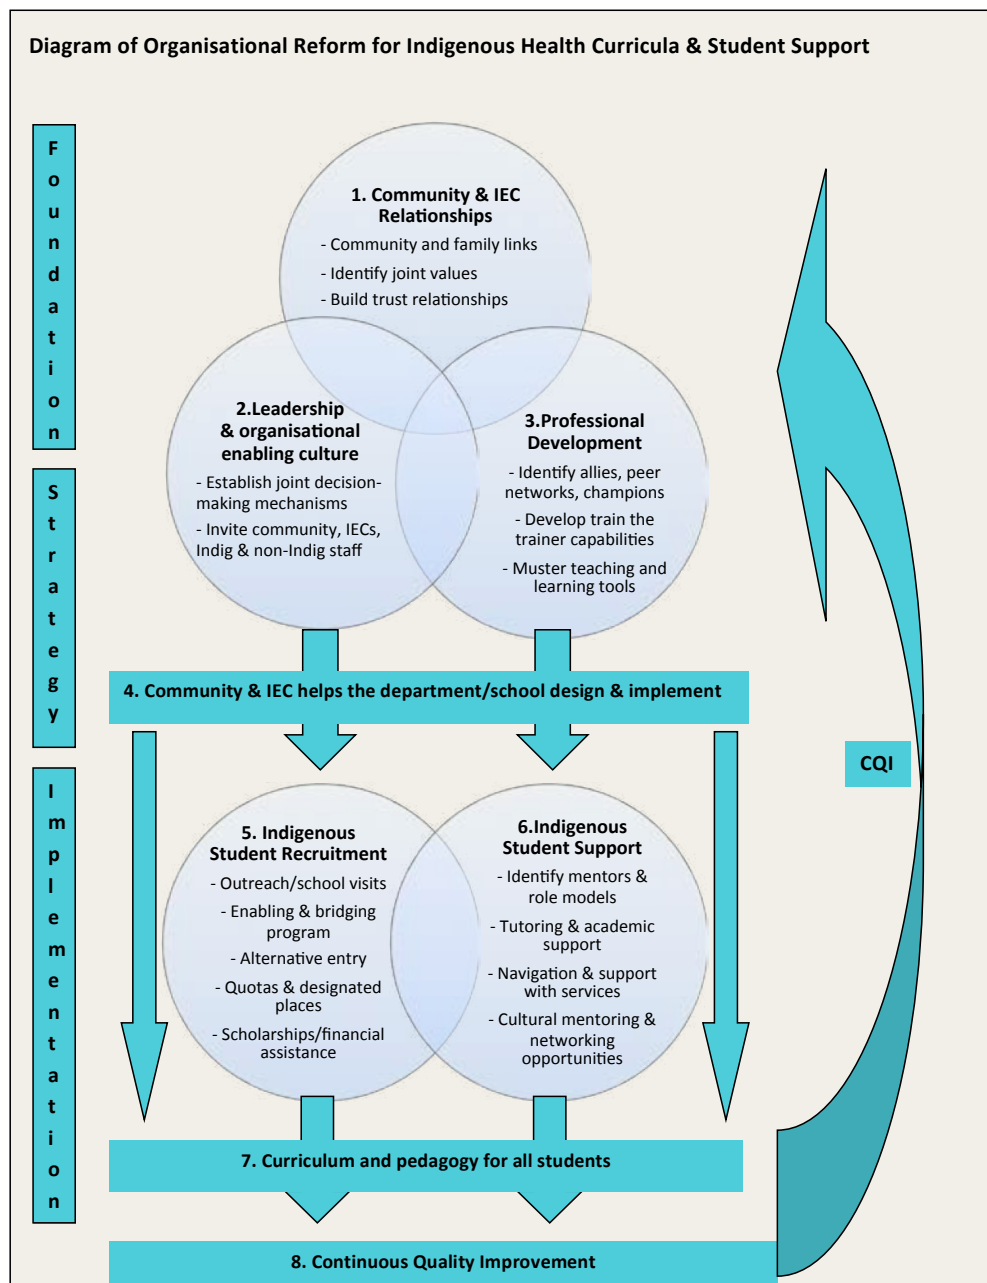 Diagram of Organisational Reform for Indigenous Health Curricula & Student Support
Foundation
1. Community & IEC
Relationships
- Community and family links
- Identify joint values
- Build trust relationships
2.Leadership
& organisational
enabling culture
- Establish joint decision-
making mechanisms
- Invite community, IECs,
Indig & non-Indig staff
3.Professional
Development
- Identify allies, peer
networks, champions
- Develop train the
trainer capabilities
- Muster teaching and
learning tools
Strategy
4. Community & IEC helps the department/school design & implement
CQI
Implementation
5. Indigenous
Student Recruitment
- Outreach/school visits
- Enabling & bridging
program
- Alternative entry
- Quotas & designated
places
- Scholarships/financial
assistance
6.Indigenous
Student Support
- Identify mentors &
role models
- Tutoring & academic
support
- Navigation & support
with services
- Cultural mentoring &
networking
opportunities
7. Curriculum and pedagogy for all students
8. Continuous Quality Improvement